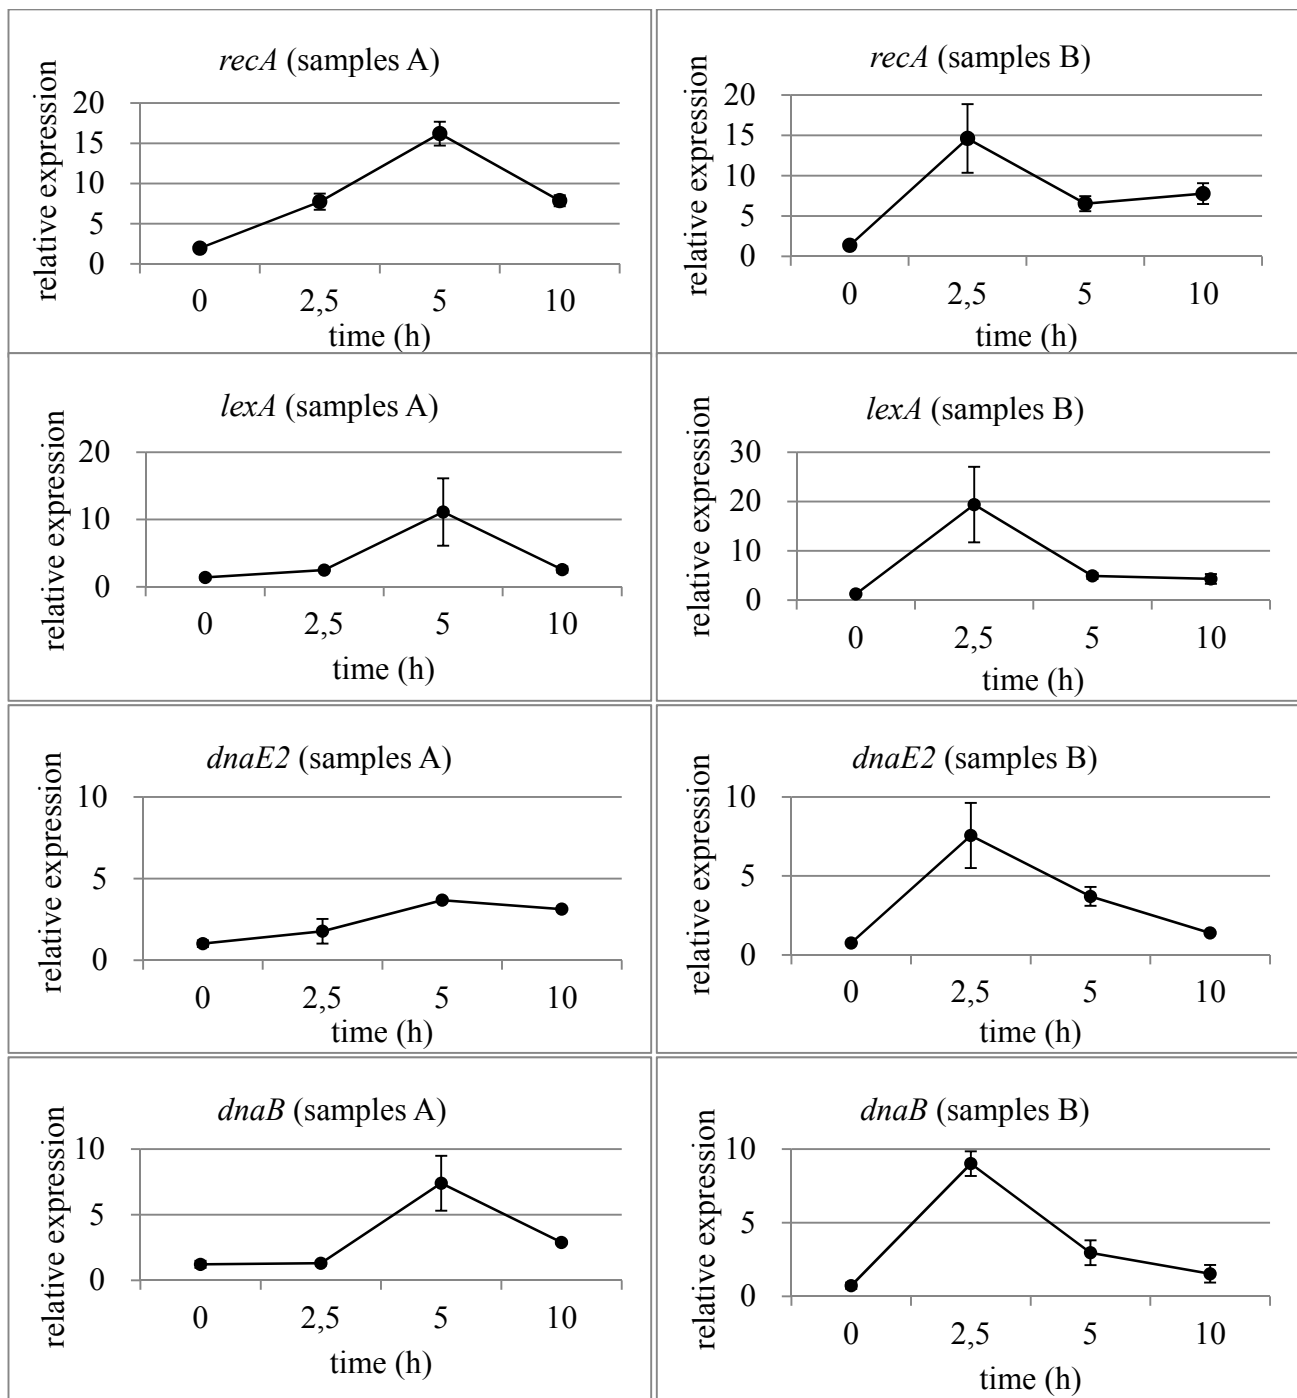 recA (samples A)
relative expression
20
15
10
5
0
0 2,5 5 10
time (h)
recA (samples B)
relative expression
20
15
10
5
0
0 2,5 5 10
time (h)
lexA (samples A)
relative expression
20
10
0
0 2,5 5 10
time (h)
lexA (samples B)
relative expression
30
20
10
0
0 2,5 5 10
time (h)
dnaE2 (samples A)
relative expression
10
5
0
0 2,5 5 10
time (h)
dnaE2 (samples B)
relative expression
10
5
0
0 2,5 5 10
time (h)
dnaB (samples A)
relative expression
10
5
0
0 2,5 5 10
time (h)
dnaB (samples B)
relative expression
10
5
0
0 2,5 5 10
time (h)